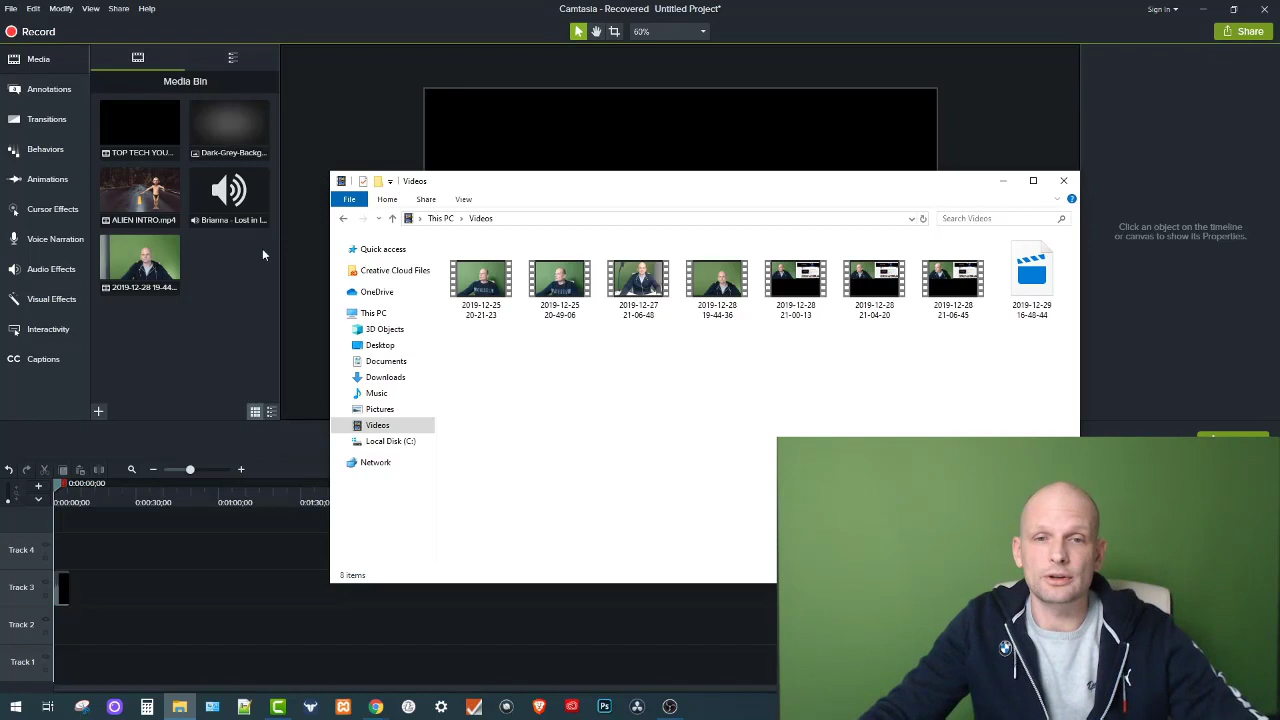 File Edit Modify View Share Help
Camtasia - Recovered Untitled Project*
Sign In
Record
60%
Share
Media
Annotations
Transitions
Behaviors
Animations
Cursor Effects
Voice Narration
Audio Effects
Visual Effects
Interactivity
CC Captions
Media Bin
TOP TECH YOU...
Dark-Grey-Backg...
ALIEN INTRO.mp4
Brianna - Lost in I...
2019-12-28 19-44...
Click an object on the timeline
or canvas to show its Properties.
Videos
File Home Share View
This PC > Videos
Search Videos
Quick access
Creative Cloud Files
OneDrive
This PC
3D Objects
Desktop
Documents
Downloads
Music
Pictures
Videos
Local Disk (C:)
Network
2019-12-25
20-21-23
2019-12-25
20-49-06
2019-12-27
21-06-48
2019-12-28
19-44-36
2019-12-28
21-00-13
2019-12-28
21-04-20
2019-12-28
21-06-45
2019-12-29
16-48-44
8 items
0:00:00;00
0:00:00;00 0:00:30;00 0:01:00;00 0:01:30;0
Track 4
Track 3
Track 2
Track 1